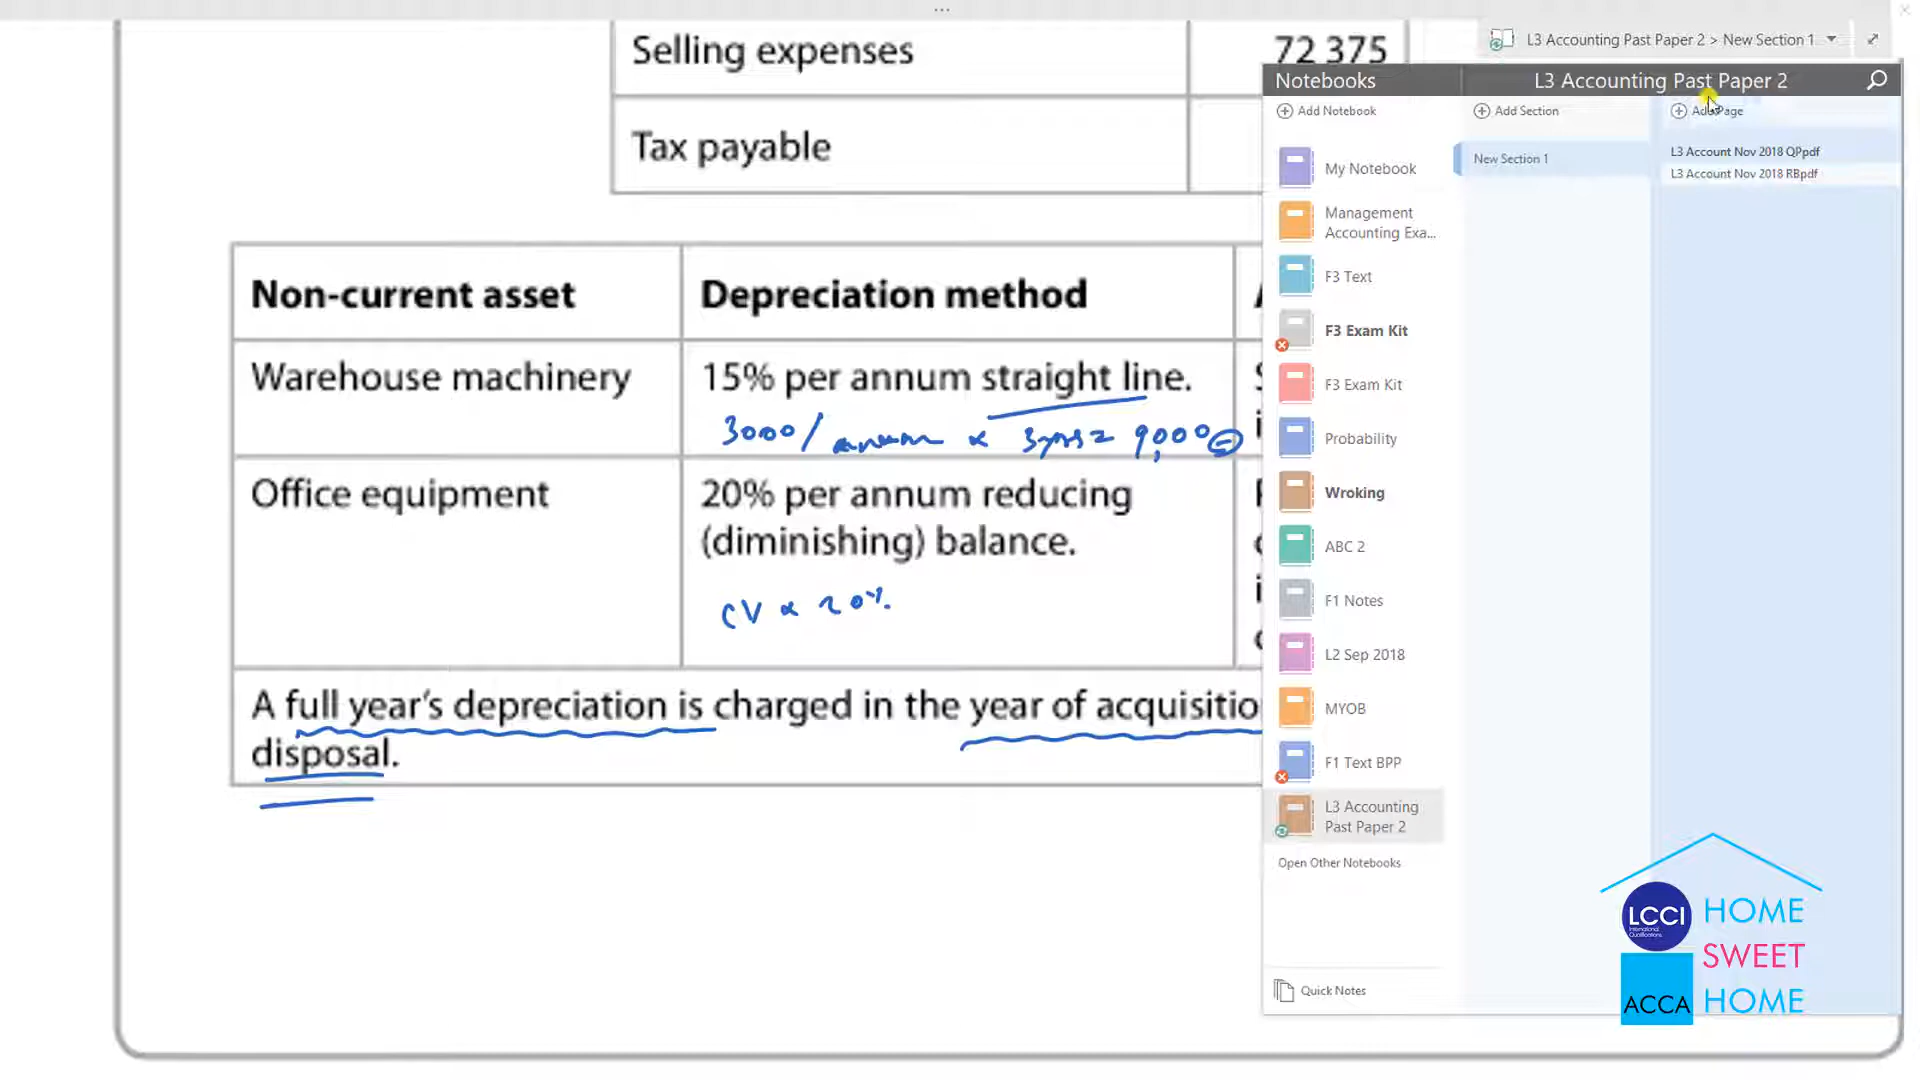 ...
L3 Accounting Past Paper 2 > New Section 1
Selling expenses 72 375
Tax payable
Notebooks
L3 Accounting Past Paper 2
Add Notebook
Add Section
Add Page
My Notebook
Management
Accounting Exa...
F3 Text
F3 Exam Kit
F3 Exam Kit
Probability
Wroking
ABC 2
F1 Notes
L2 Sep 2018
MYOB
F1 Text BPP
L3 Accounting
Past Paper 2
Open Other Notebooks
Quick Notes
New Section 1
L3 Account Nov 2018 QPpdf
L3 Account Nov 2018 RBpdf
Non-current asset Depreciation method
Warehouse machinery 15% per annum straight line.
3000/ annum × 3yrs = 9,000
Office equipment 20% per annum reducing
(diminishing) balance.
CV × 20%
A full year's depreciation is charged in the year of
disposal.
LCCI
International
Qualifications
ACCA
HOME
SWEET
HOME